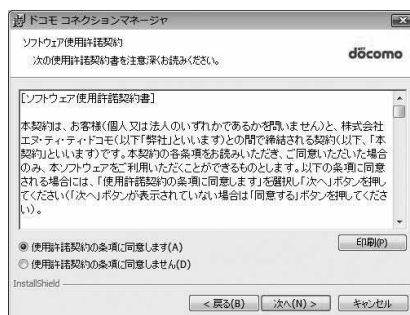 ドコモ コネクションマネージャ
ソフトウェア使用許諾契約
次の使用許諾契約書を注意深くお読みください。
döcomo
[ソフトウェア使用許諾契約書]
本契約は、お客様(個人又は法人のいずれかであるかを問いません)と、株式会社
エヌ・ティ・ティ・ドコモ(以下「弊社」といいます)との間で締結される契約(以下、「本
契約」といいます)です。本契約の各条項をお読みいただき、ご同意いただいた場合
のみ、本ソフトウェアをご利用いただくことができるものとします。以下の条項に同意
される場合には、「使用許諾契約の条項に同意します」を選択し「次へ」ボタンを押し
てください(「次へ」ボタンが表示されていない場合は「同意する」ボタンを押してくださ
い)。
使用許諾契約の条項に同意します(A)
印刷(P)
使用許諾契約の条項に同意しません(D)
InstallShield
< 戻る(B)
次へ(N) >
キャンセル